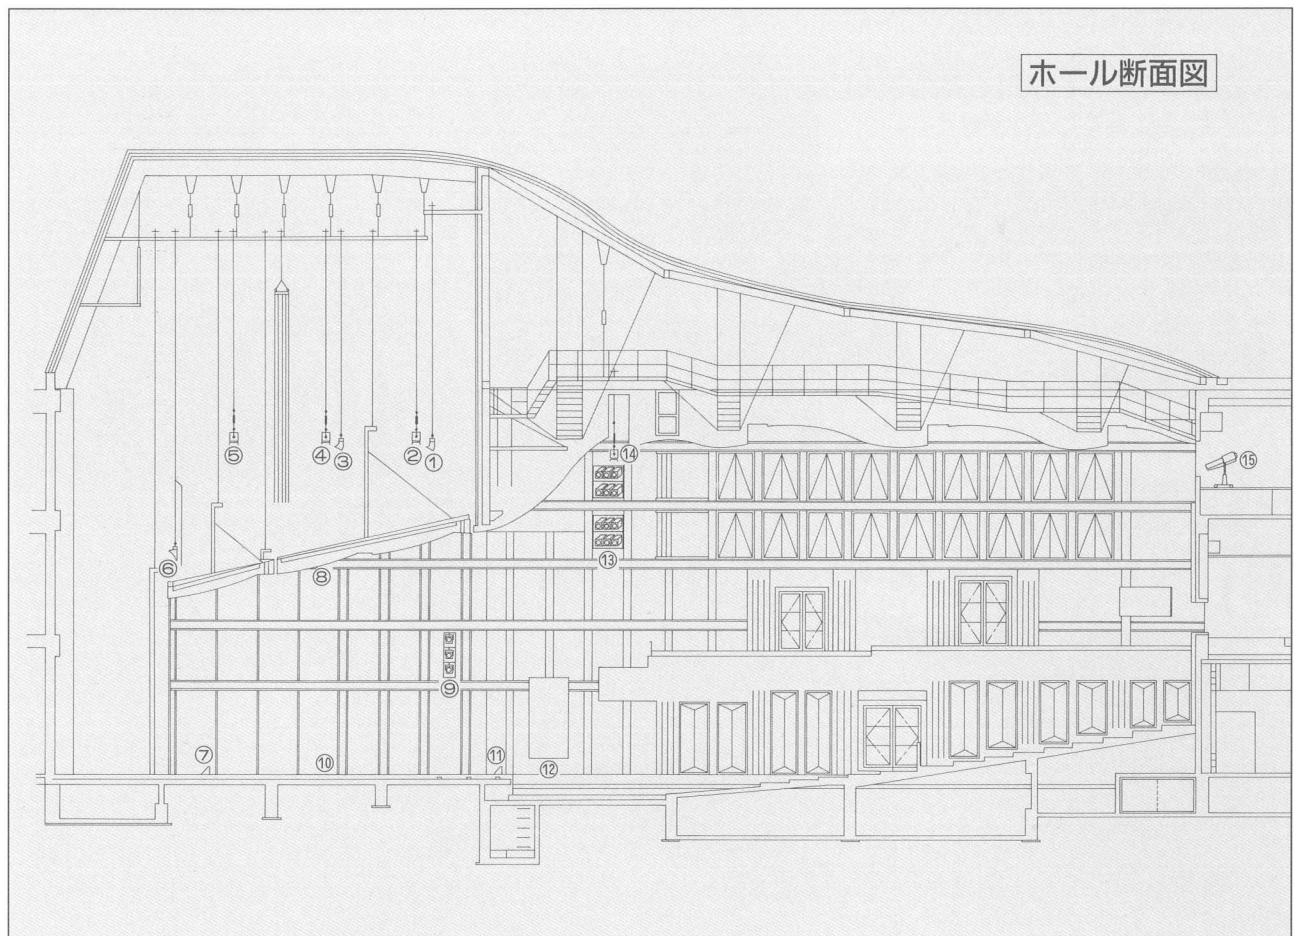 ホール断面図
⑤ ④ ③ ② ①
⑭
⑮
⑬
⑥
⑧
⑨
⑦ ⑩ ⑪ ⑫